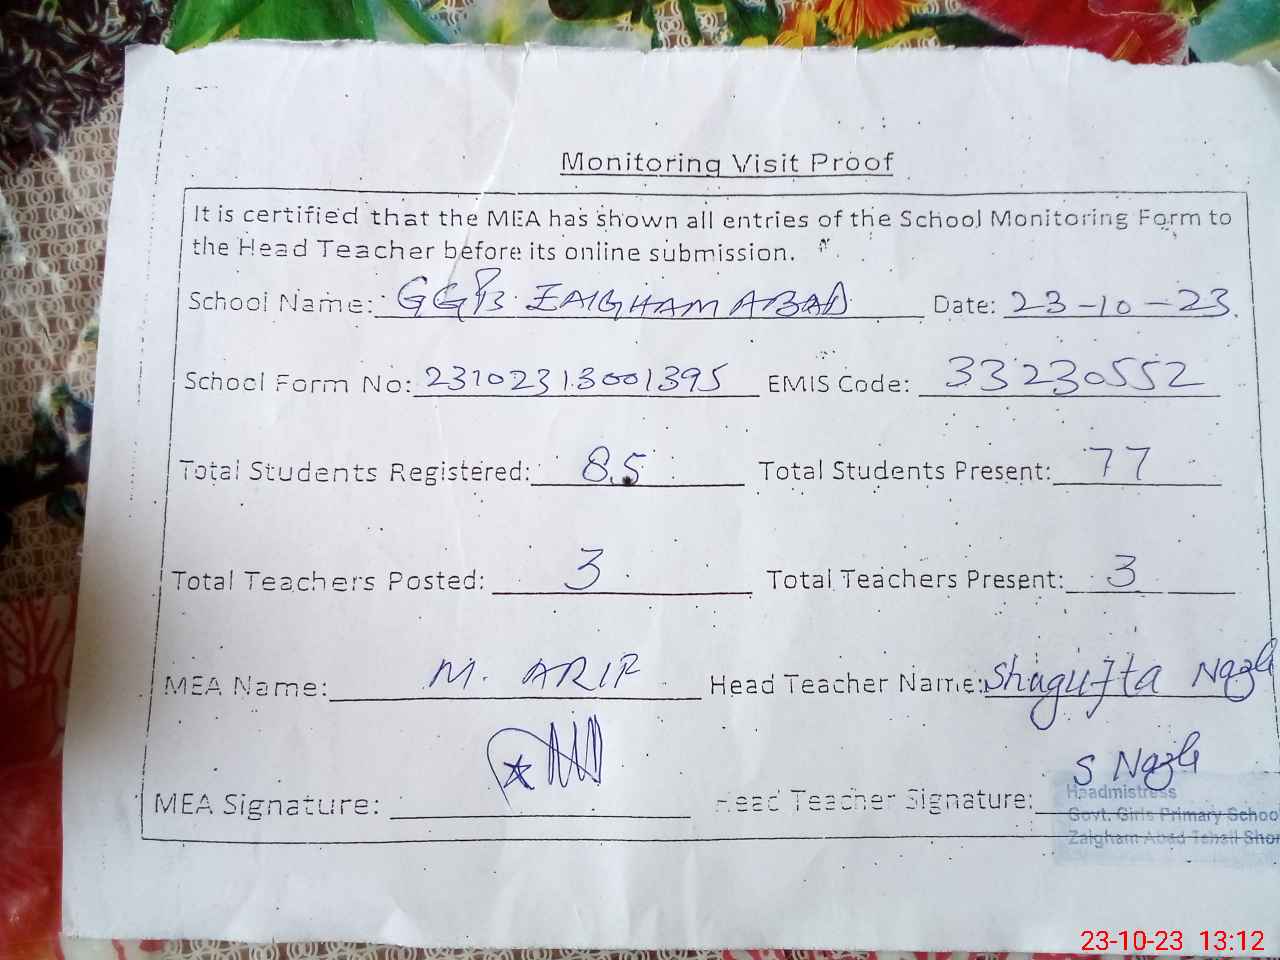 Monitoring Visit Proof
It is certified that the MEA has shown all entries of the School Monitoring Form to
the Head Teacher before its online submission.
School Name: GGPS ZAIGHAM ABAD Date: 23-10-23
School Form No: 23102313001395 EMIS Code: 33230552
Total Students Registered: 85 Total Students Present: 77
Total Teachers Posted: 3 Total Teachers Present: 3
MEA Name: M. ARIF Head Teacher Name: Shagufta Nazli
MEA Signature: Head Teacher Signature: S Nazli
Headmistress
Govt. Girls Primary School
Zaigham Abad Tehsil Shor
23-10-23 13:12